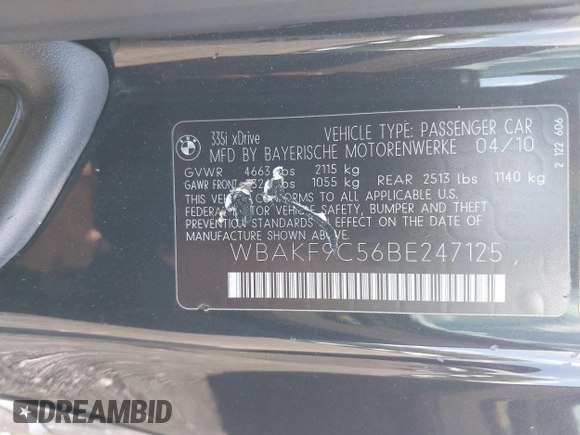 335i xDrive
VEHICLE TYPE: PASSENGER CAR
MFD BY BAYERISCHE MOTORENWERKE 04/10
GVWR 4663 lbs 2115 kg
GAWR FRONT lbs 1055 kg REAR 2513 lbs 1140 kg
THIS VEHICLE CONFORMS TO ALL APPLICABLE U.S.
FEDERAL MOTOR VEHICLE SAFETY, BUMPER AND THEFT
PREVENTION STANDARDS IN EFFECT ON THE DATE OF
MANUFACTURE SHOWN ABOVE.
WBAKF9C56BE247125
2 122 606
DREAMBID